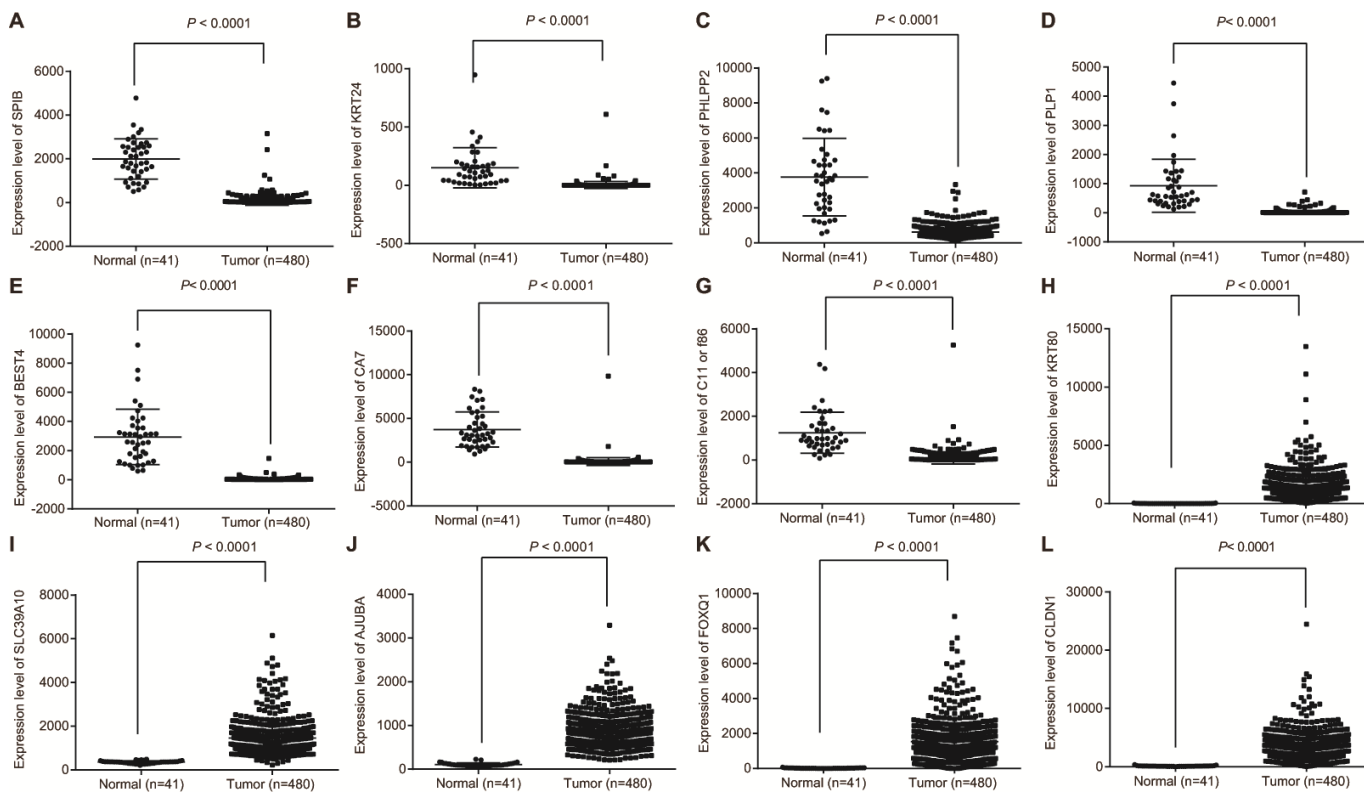 A
P < 0.0001
Expression level of SPIB
6000
4000
2000
0
-2000
Normal (n=41)
Tumor (n=480)
B
P < 0.0001
Expression level of KRT24
1000
500
0
-500
Normal (n=41)
Tumor (n=480)
C
P < 0.0001
Expression level of PHLPP2
10000
8000
6000
4000
2000
0
Normal (n=41)
Tumor (n=480)
D
P < 0.0001
Expression level of PLP1
5000
4000
3000
2000
1000
0
-1000
Normal (n=41)
Tumor (n=480)
E
P< 0.0001
Expression level of BEST4
10000
8000
6000
4000
2000
0
-2000
Normal (n=41)
Tumor (n=480)
F
P < 0.0001
Expression level of CA7
15000
10000
5000
0
-5000
Normal (n=41)
Tumor (n=480)
G
P < 0.0001
Expression level of C11 or f86
6000
4000
2000
0
-2000
Normal (n=41)
Tumor (n=480)
H
P < 0.0001
Expression level of KRT80
15000
10000
5000
0
Normal (n=41)
Tumor (n=480)
I
P < 0.0001
Expression level of SLC39A10
8000
6000
4000
2000
0
Normal (n=41)
Tumor (n=480)
J
P < 0.0001
Expression level of AJUBA
4000
3000
2000
1000
0
Normal (n=41)
Tumor (n=480)
K
P < 0.0001
Expression level of FOXQ1
10000
8000
6000
4000
2000
0
Normal (n=41)
Tumor (n=480)
L
P< 0.0001
Expression level of CLDN1
30000
20000
10000
0
Normal (n=41)
Tumor (n=480)